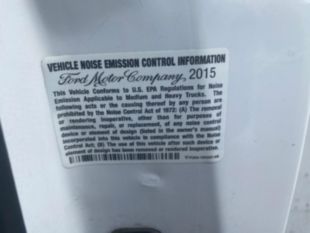 VEHICLE NOISE EMISSION CONTROL INFORMATION
Ford Motor Company, 2015
This Vehicle Conforms to U.S. EPA Regulations for Noise
Emission Applicable to Medium and Heavy Trucks. The
following acts or the causing thereof by any person are
prohibited by the Noise Control Act of 1972: (A) The removal
or rendering inoperative, other than for purposes of
maintenance, repair, or replacement, of any noise control
device or element of design (listed in the owner's manual)
incorporated into this vehicle in compliance with the Noise
Control Act; (B) The use of this vehicle after such device or
element of design has been removed or rendered inoperative.